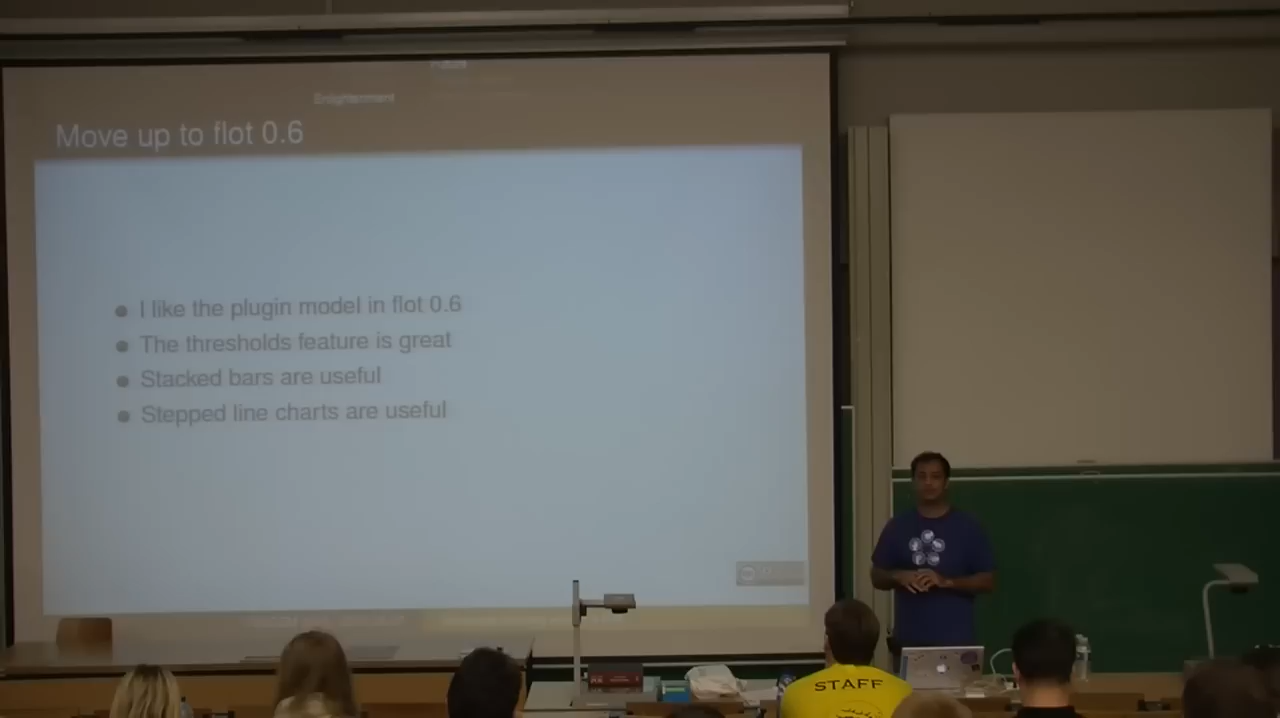 Enlightenment
Move up to flot 0.6
I like the plugin model in flot 0.6
The thresholds feature is great
Stacked bars are useful
Stepped line charts are useful
STAFF